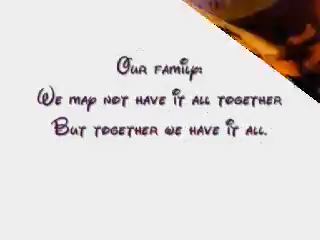 Our family:
We may not have it all together
But together we have it all.